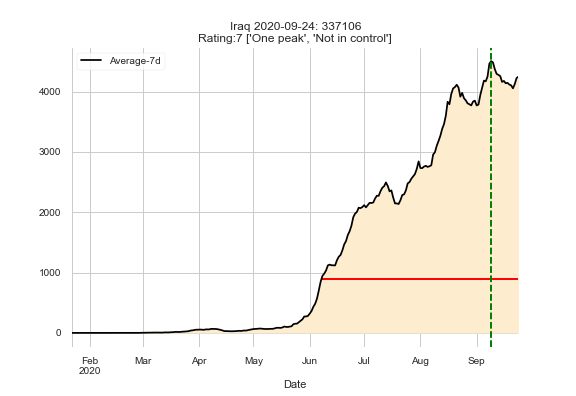 Iraq 2020-09-24: 337106
Rating:7 ['One peak', 'Not in control']
Average-7d
4000
3000
2000
1000
0
Feb Mar Apr May Jun Jul Aug Sep
2020
Date